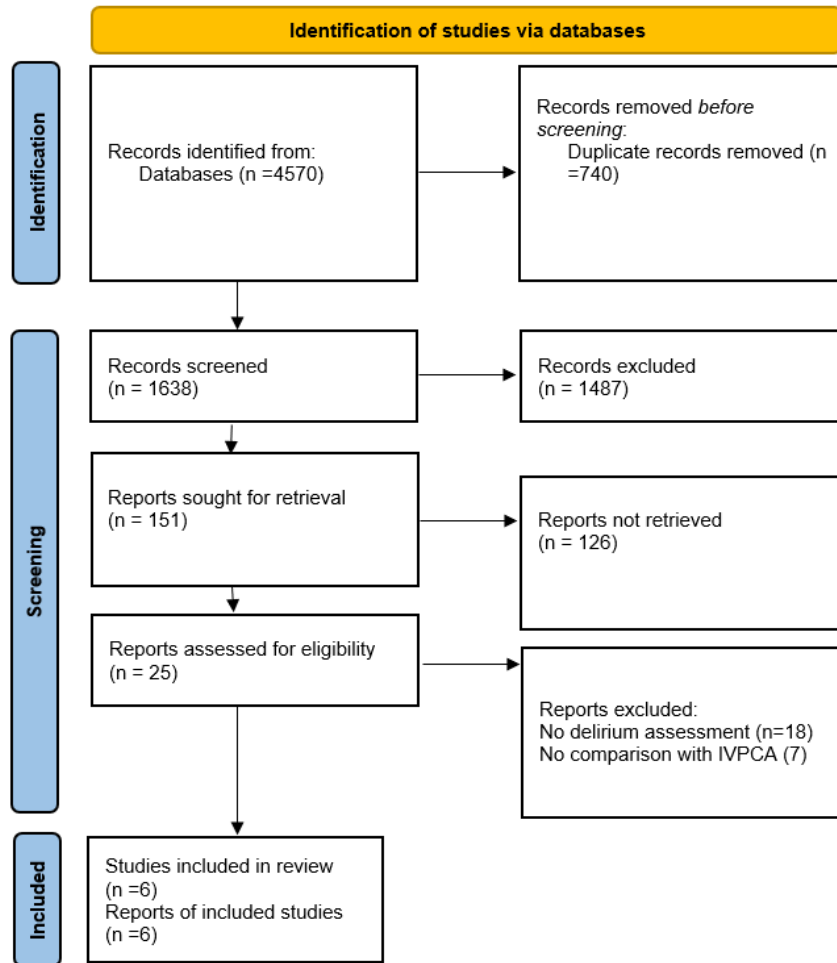 Identification of studies via databases
Identification
Records identified from:
Databases (n =4570)
Records removed before
screening:
Duplicate records removed (n
=740)
Screening
Records screened
(n = 1638)
Records excluded
(n = 1487)
Reports sought for retrieval
(n = 151)
Reports not retrieved
(n = 126)
Reports assessed for eligibility
(n = 25)
Reports excluded:
No delirium assessment (n=18)
No comparison with IVPCA (7)
Included
Studies included in review
(n =6)
Reports of included studies
(n =6)